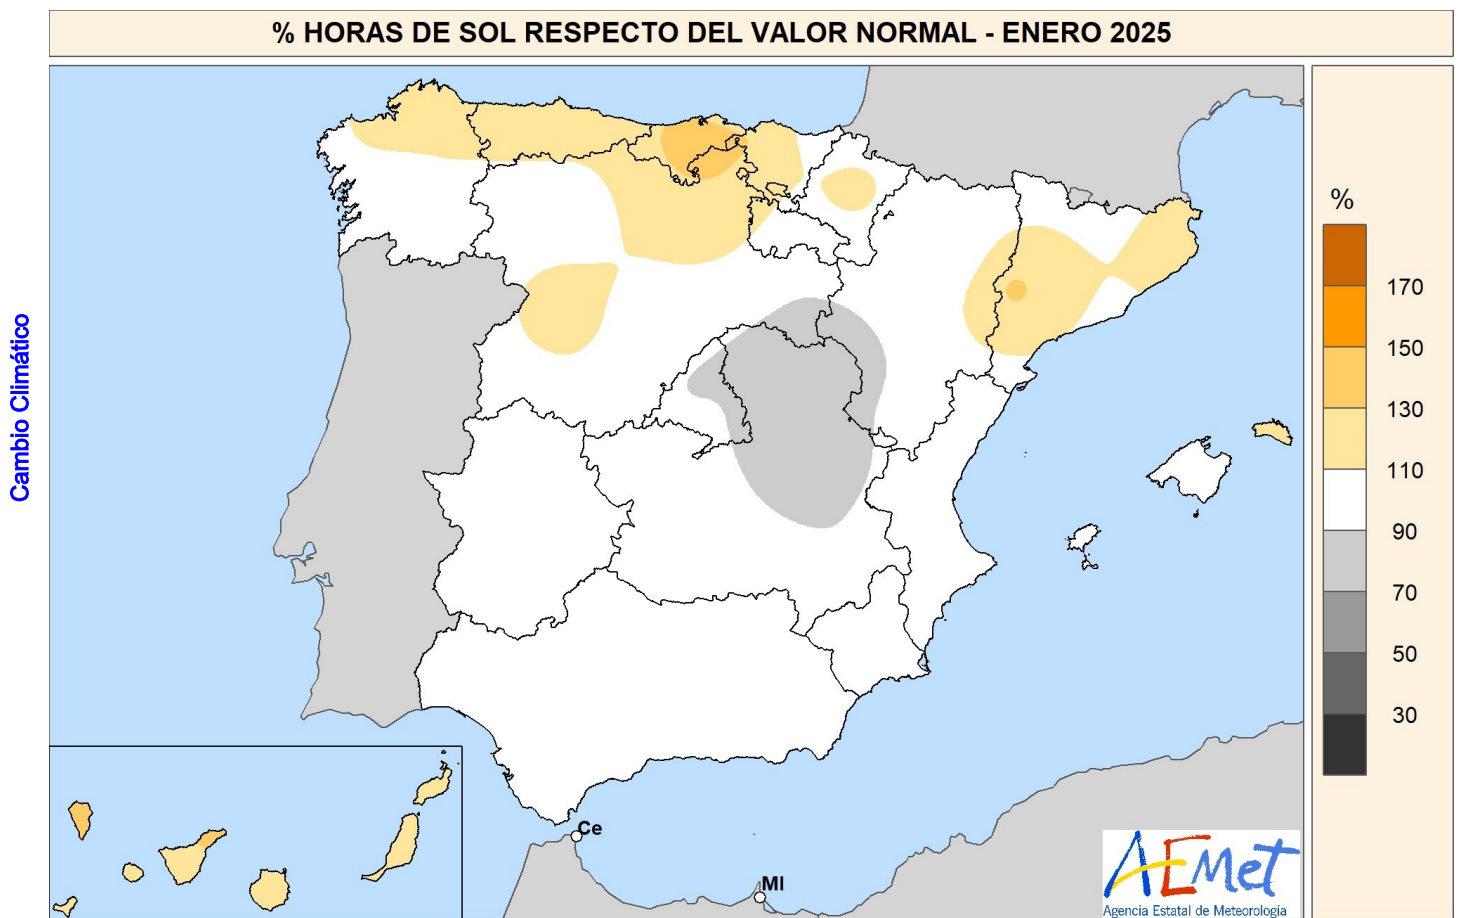 % HORAS DE SOL RESPECTO DEL VALOR NORMAL - ENERO 2025
Cambio Climático
%
170
150
130
110
90
70
50
30
Ce
Ml
AEMet
Agencia Estatal de Meteorología